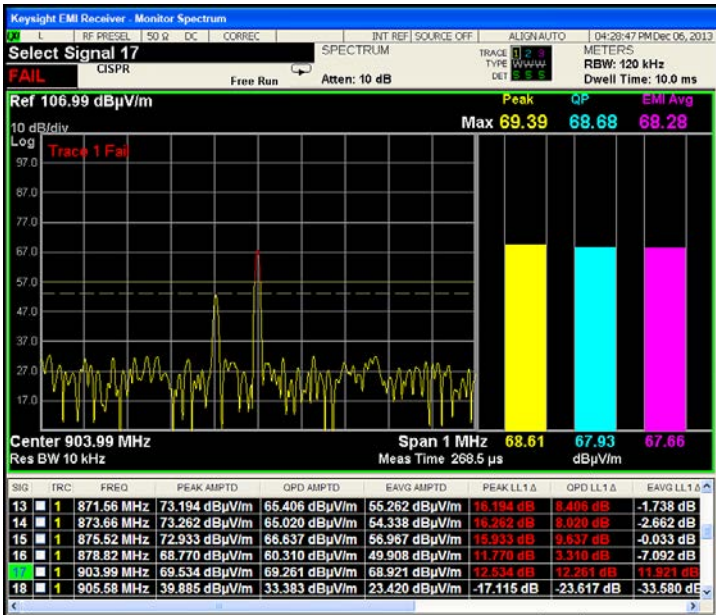 Keysight EMI Receiver - Monitor Spectrum
L RF PRESEL 50 Ω DC CORREC INT REF SOURCE OFF ALIGN AUTO 04:28:47 PM Dec 06, 2013
Select Signal 17 SPECTRUM TRACE 1 2 3 METERS
TYPE WWW RBW: 120 kHz
FAIL CISPR Free Run Atten: 10 dB DET S S S Dwell Time: 10.0 ms
Ref 106.99 dBµV/m Peak QP EMI Avg
10 dB/div Max 69.39 68.68 68.28
Log
Trace 1 Fail
97.0
87.0
77.0
67.0
57.0
47.0
37.0
27.0
17.0
Center 903.99 MHz Span 1 MHz 68.61 67.93 67.66
Res BW 10 kHz Meas Time 268.5 µs dBµV/m
SIG TRC FREQ PEAK AMPTD QPD AMPTD EAVG AMPTD PEAK LL1 Δ QPD LL1 Δ EAVG LL1 Δ
13 1 871.56 MHz 73.194 dBµV/m 65.406 dBµV/m 55.262 dBµV/m 16.194 dB 8.406 dB -1.738 dB
14 1 873.66 MHz 73.262 dBµV/m 65.020 dBµV/m 54.338 dBµV/m 16.262 dB 8.020 dB -2.662 dB
15 1 875.52 MHz 72.933 dBµV/m 66.637 dBµV/m 56.967 dBµV/m 15.933 dB 9.637 dB -0.033 dB
16 1 878.82 MHz 68.770 dBµV/m 60.310 dBµV/m 49.908 dBµV/m 11.770 dB 3.310 dB -7.092 dB
17 1 903.99 MHz 69.534 dBµV/m 69.261 dBµV/m 68.921 dBµV/m 12.534 dB 12.261 dB 11.921 dB
18 1 905.58 MHz 39.885 dBµV/m 33.383 dBµV/m 23.420 dBµV/m -17.115 dB -23.617 dB -33.580 dB